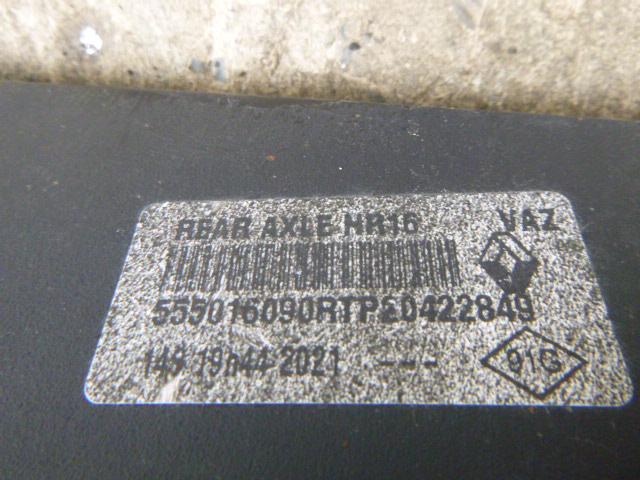 REAR AXLE HR16 VAZ
555016090RTP20422849
149 19h44 2021 ---
91G